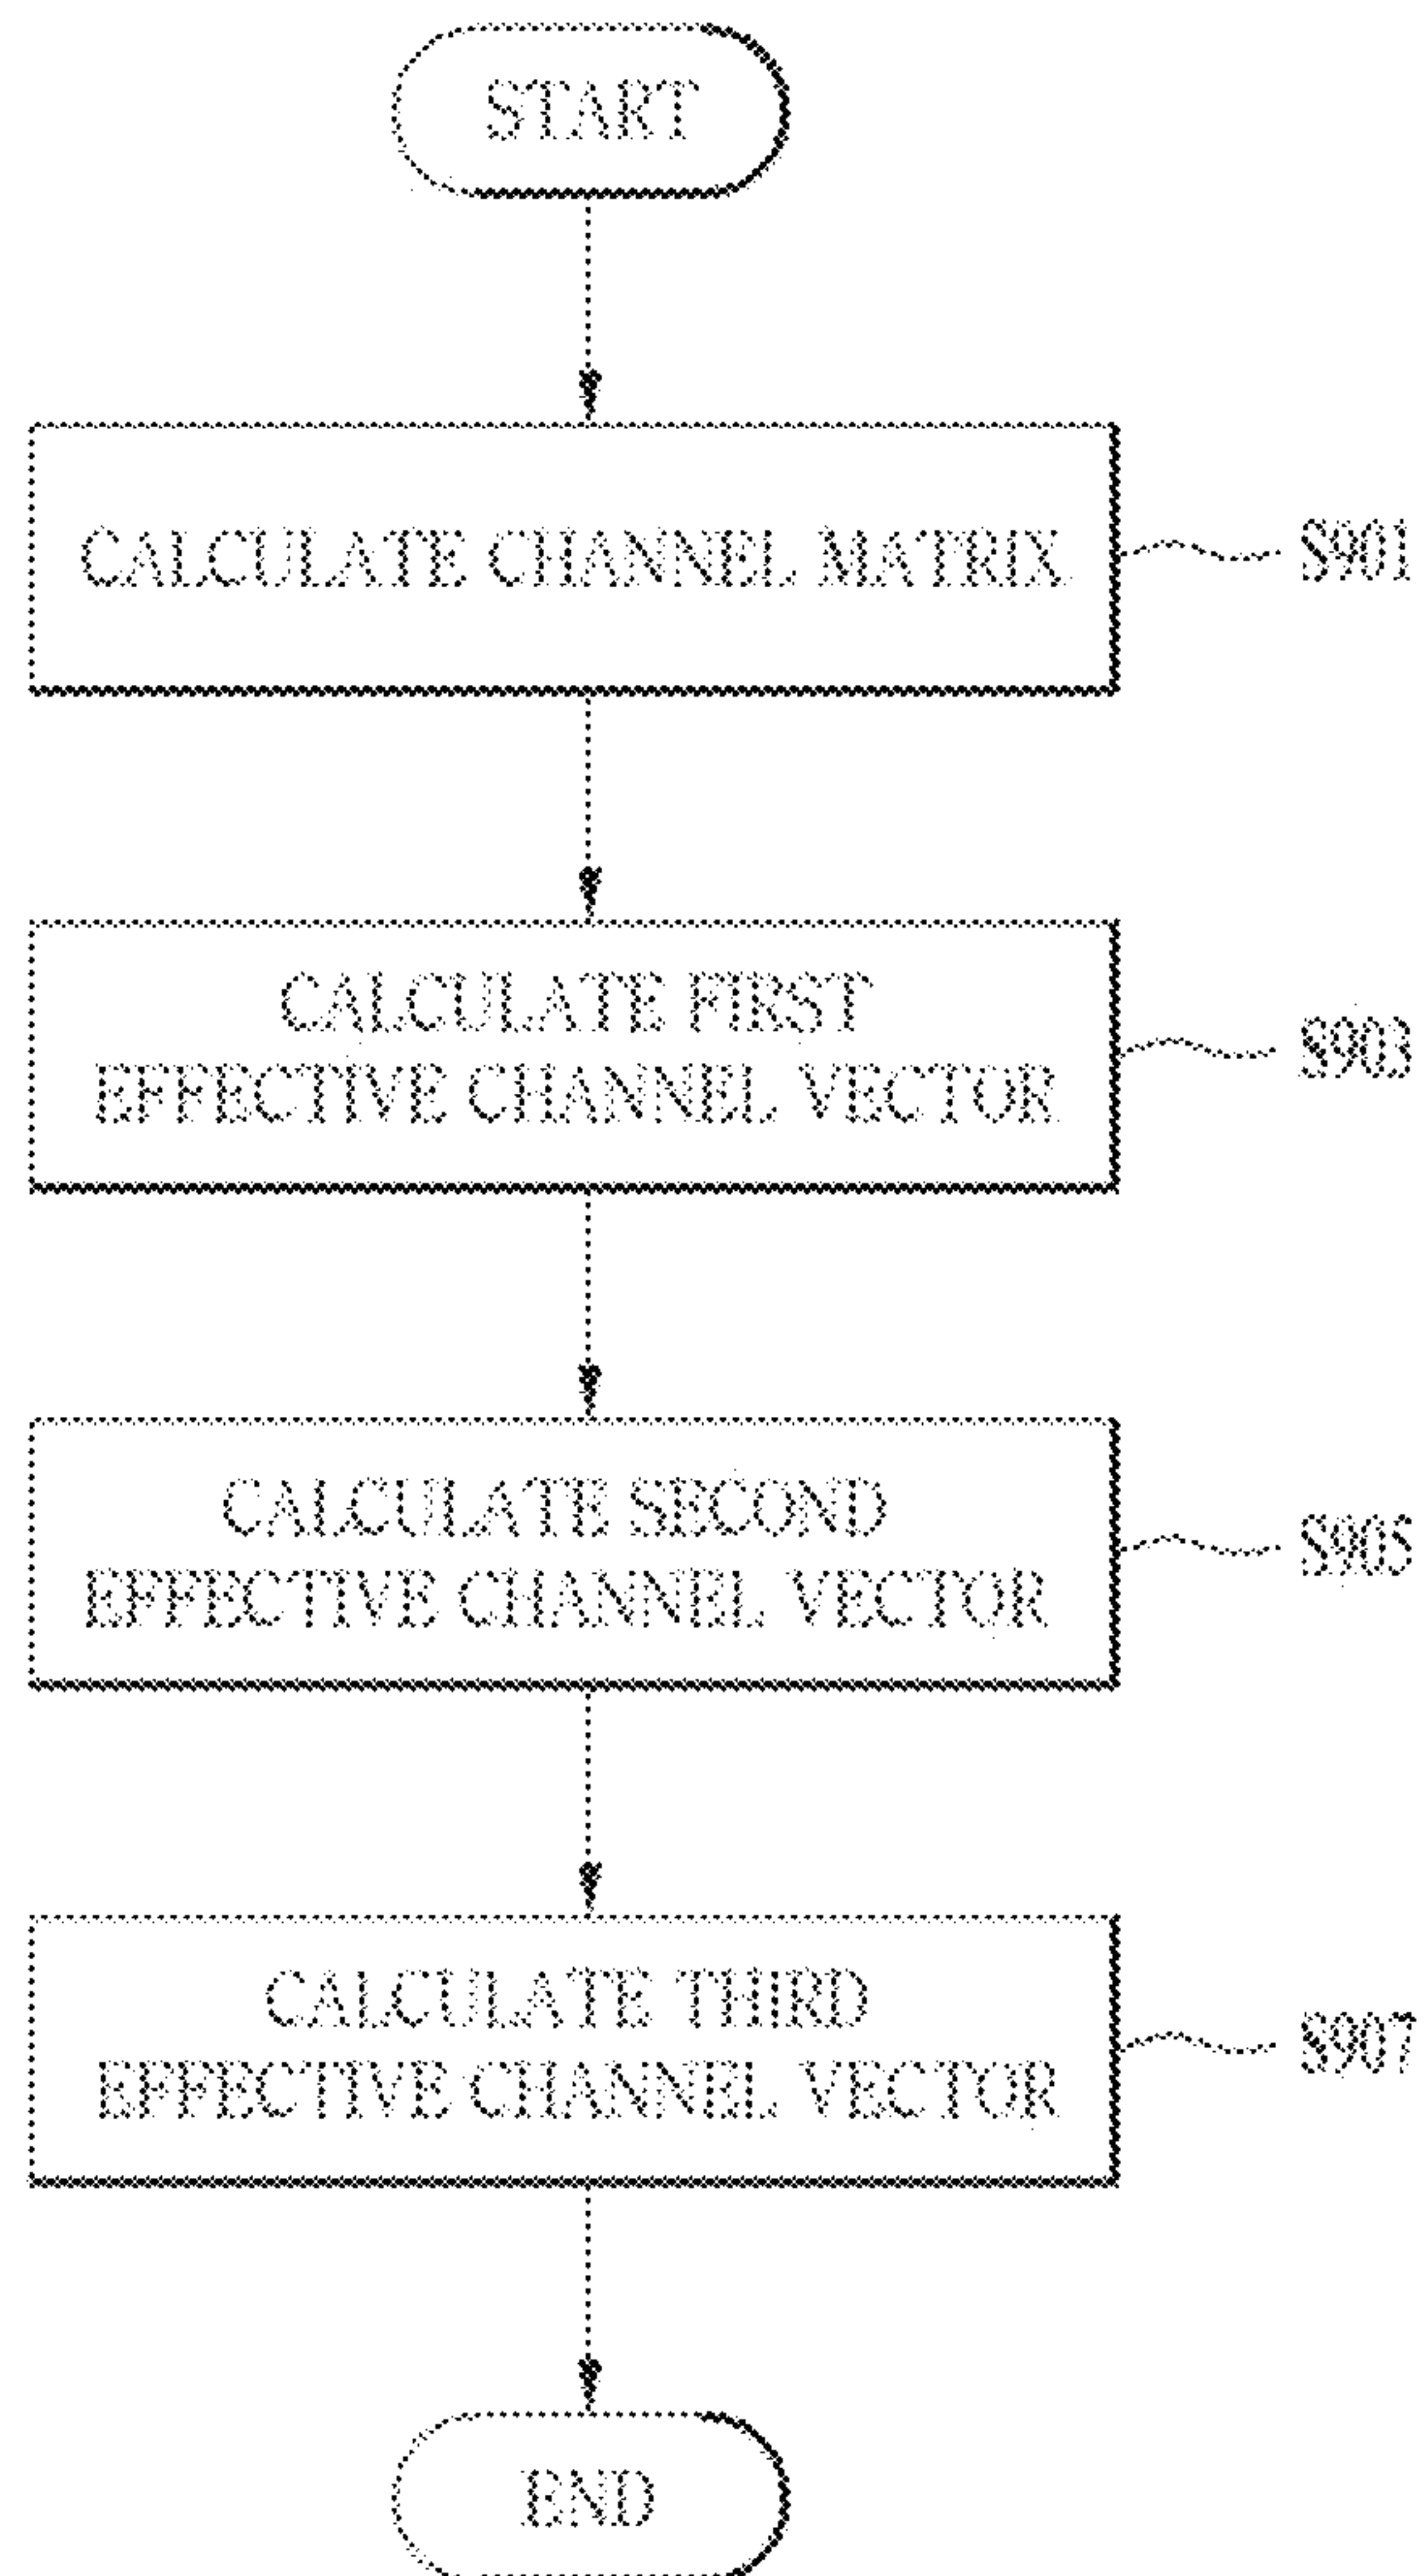 START
CALCULATE CHANNEL MATRIX
S901
CALCULATE FIRST
EFFECTIVE CHANNEL VECTOR
S903
CALCULATE SECOND
EFFECTIVE CHANNEL VECTOR
S905
CALCULATE THIRD
EFFECTIVE CHANNEL VECTOR
S907
END